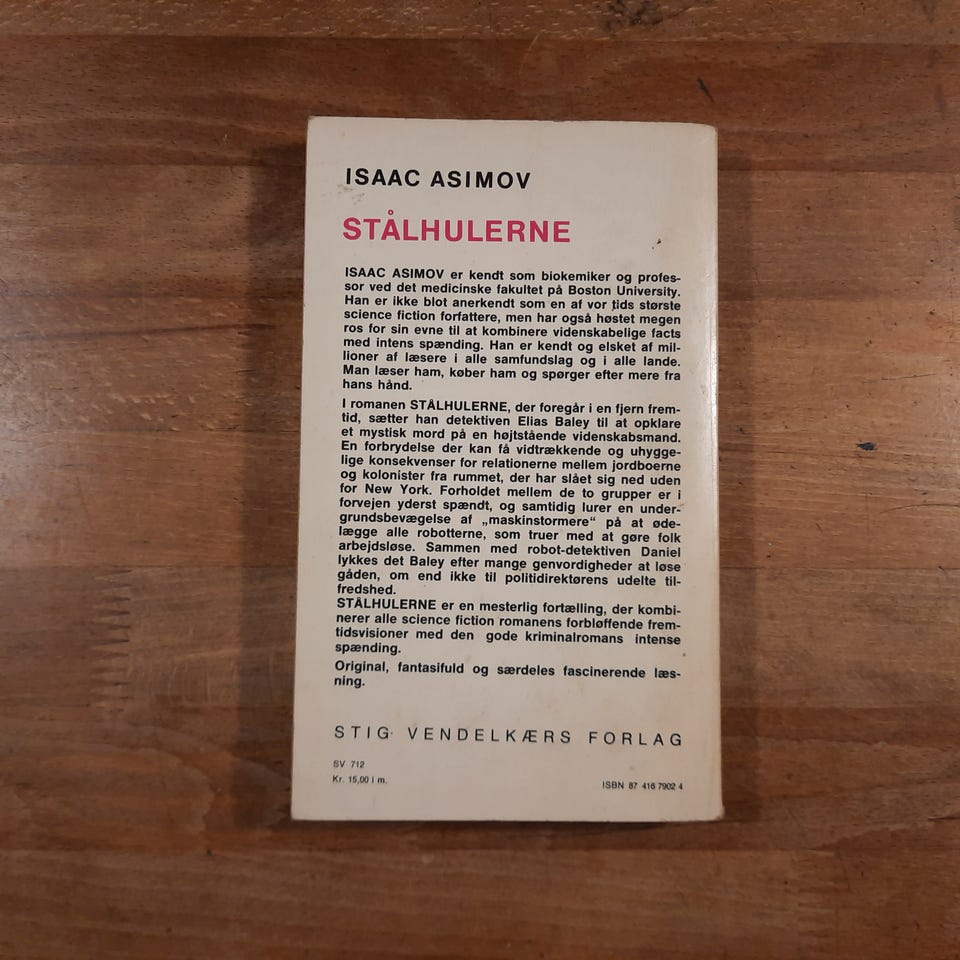 ISAAC ASIMOV
STÅLHULERNE
ISAAC ASIMOV er kendt som biokemiker og profes-
sor ved det medicinske fakultet på Boston University.
Han er ikke blot anerkendt som en af vor tids største
science fiction forfattere, men har også høstet megen
ros for sin evne til at kombinere videnskabelige facts
med intens spænding. Han er kendt og elsket af mil-
lioner af læsere i alle samfundslag og i alle lande.
Man læser ham, køber ham og spørger efter mere fra
hans hånd.
I romanen STÅLHULERNE, der foregår i en fjern frem-
tid, sætter han detektiven Elias Baley til at opklare
et mystisk mord på en højtstående videnskabsmand.
En forbrydelse der kan få vidtrækkende og uhygge-
lige konsekvenser for relationerne mellem jordboerne
og kolonister fra rummet, der har slået sig ned uden
for New York. Forholdet mellem de to grupper er i
forvejen yderst spændt, og samtidig lurer en under-
grundsbevægelse af „maskinstormere“ på at øde-
lægge alle robotterne, som truer med at gøre folk
arbejdsløse. Sammen med robot-detektiven Daniel
lykkes det Baley efter mange genvordigheder at løse
gåden, om end ikke til politidirektørens udelte til-
fredshed.
STÅLHULERNE er en mesterlig fortælling, der kombi-
nerer alle science fiction romanens forbløffende frem-
tidsvisioner med den gode kriminalromans intense
spænding.
Original, fantasifuld og særdeles fascinerende læs-
ning.
STIG VENDELKÆRS FORLAG
SV 712
Kr. 15,00 i m.
ISBN 87 416 7902 4